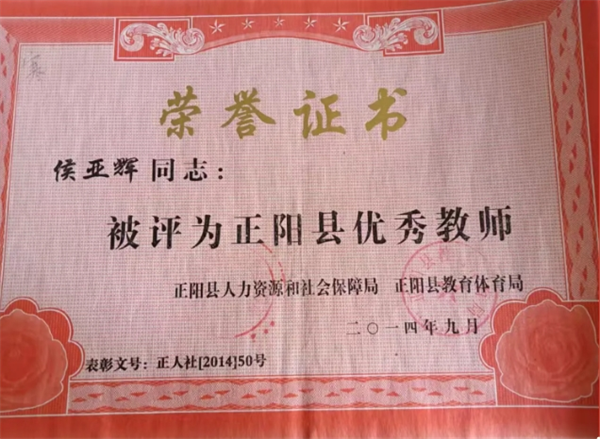 荣誉证书
侯亚辉同志：
被评为正阳县优秀教师
正阳县人力资源和社会保障局 正阳县教育体育局
二〇一四年九月
表彰文号：正人社[2014]50号